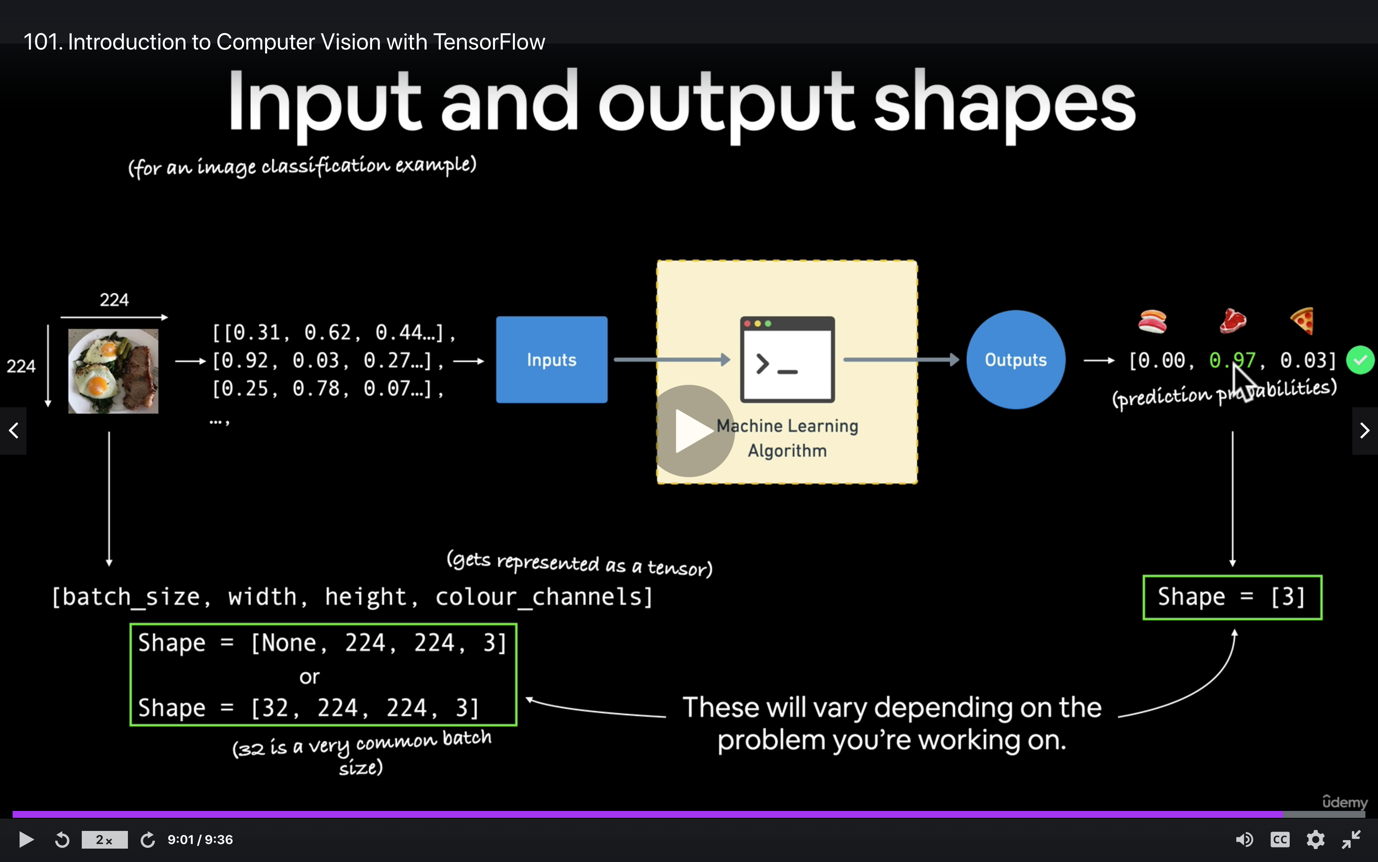 101. Introduction to Computer Vision with TensorFlow
Input and output shapes
(for an image classification example)
224
224
[[0.31, 0.62, 0.44…],
[0.92, 0.03, 0.27…],
[0.25, 0.78, 0.07…],
…,
Inputs
Machine Learning
Algorithm
Outputs
[0.00, 0.97, 0.03]
(prediction probabilities)
(gets represented as a tensor)
[batch_size, width, height, colour_channels]
Shape = [None, 224, 224, 3]
or
Shape = [32, 224, 224, 3]
(32 is a very common batch
size)
Shape = [3]
These will vary depending on the
problem you’re working on.
ûdemy
2x
9:01 / 9:36
CC